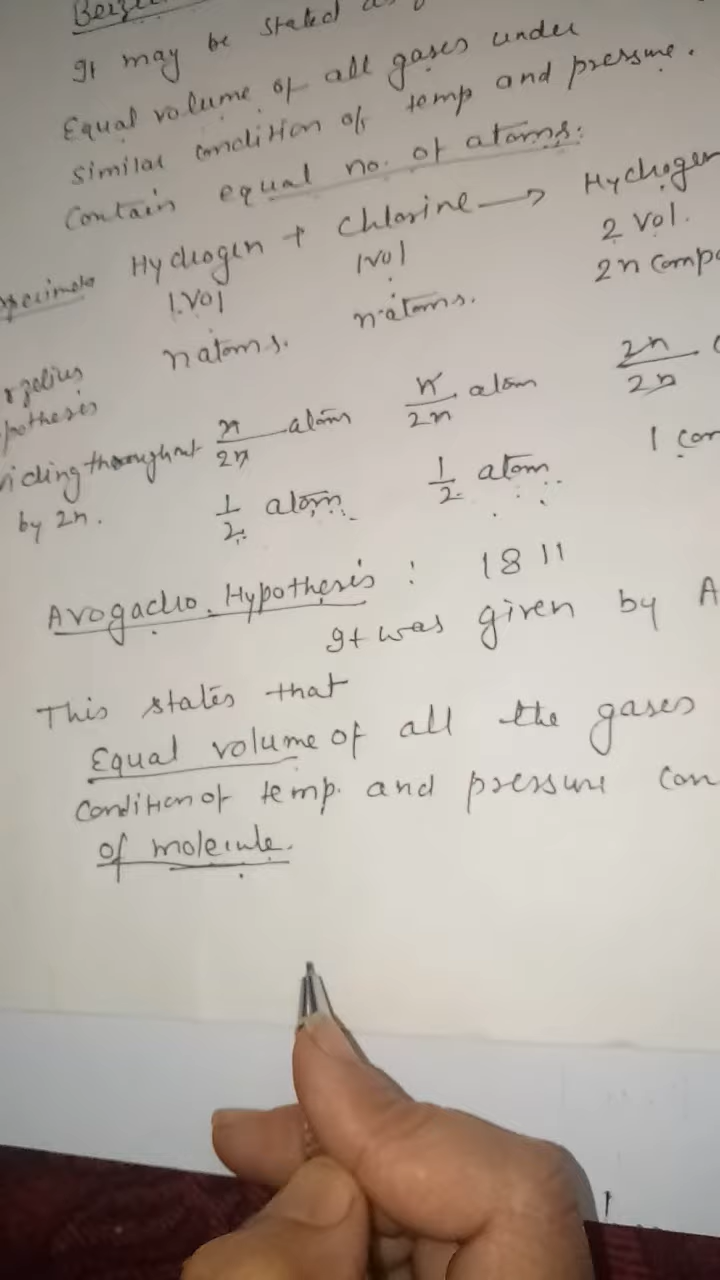 It may be stated
Equal volume of all gases under
similar condition of temp and pressure.
Contain equal no. of atoms:
Hydrogen + Chlorine → Hydrogen
1 Vol 1 Vol 2 Vol.
n atoms. n atoms. 2n Comp
n/2n atom n/2n atom 2n/2n
by 2n. 1/2 atom 1/2 atom 1 com
Avogadro. Hypothesis : 1811
It was given by A
This states that
Equal volume of all the gases
condition of temp. and pressure con
of molecule.